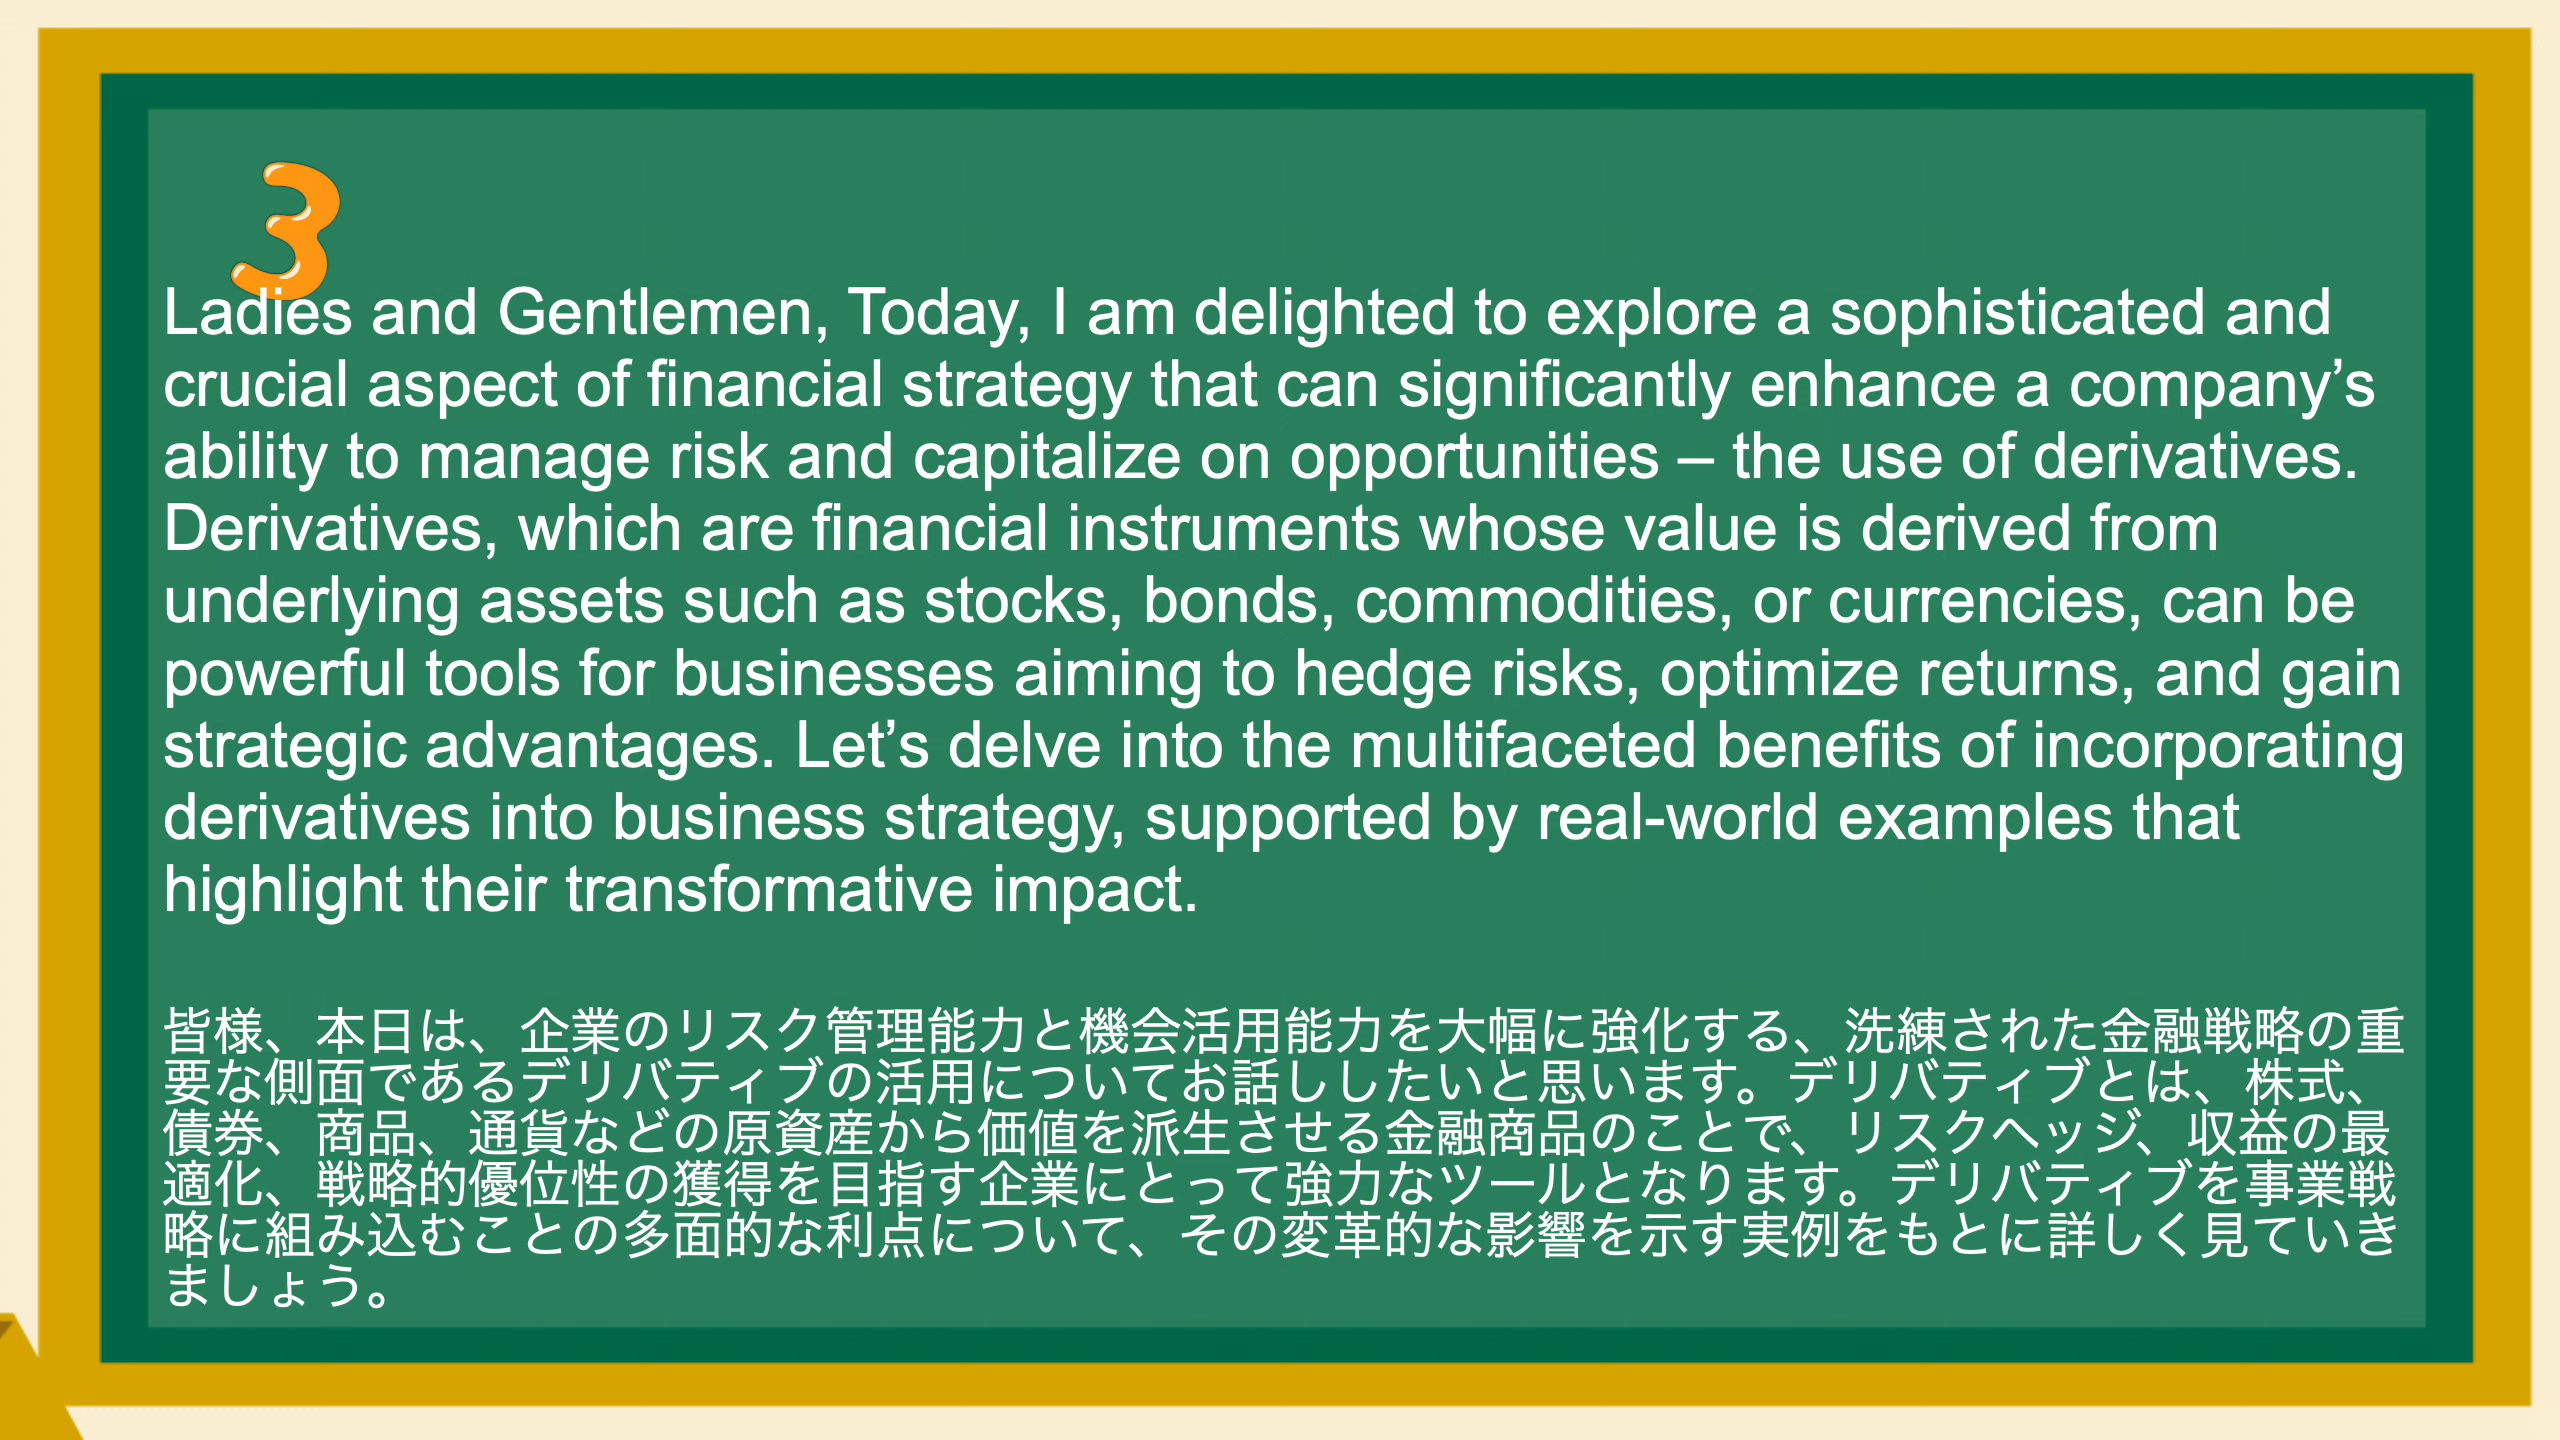 3
Ladies and Gentlemen, Today, I am delighted to explore a sophisticated and
crucial aspect of financial strategy that can significantly enhance a company’s
ability to manage risk and capitalize on opportunities – the use of derivatives.
Derivatives, which are financial instruments whose value is derived from
underlying assets such as stocks, bonds, commodities, or currencies, can be
powerful tools for businesses aiming to hedge risks, optimize returns, and gain
strategic advantages. Let’s delve into the multifaceted benefits of incorporating
derivatives into business strategy, supported by real-world examples that
highlight their transformative impact.
皆様、本日は、企業のリスク管理能力と機会活用能力を大幅に強化する、洗練された金融戦略の重
要な側面であるデリバティブの活用についてお話ししたいと思います。デリバティブとは、株式、
債券、商品、通貨などの原資産から価値を派生させる金融商品のことで、リスクヘッジ、収益の最
適化、戦略的優位性の獲得を目指す企業にとって強力なツールとなります。デリバティブを事業戦
略に組み込むことの多面的な利点について、その変革的な影響を示す実例をもとに詳しく見ていき
ましょう。